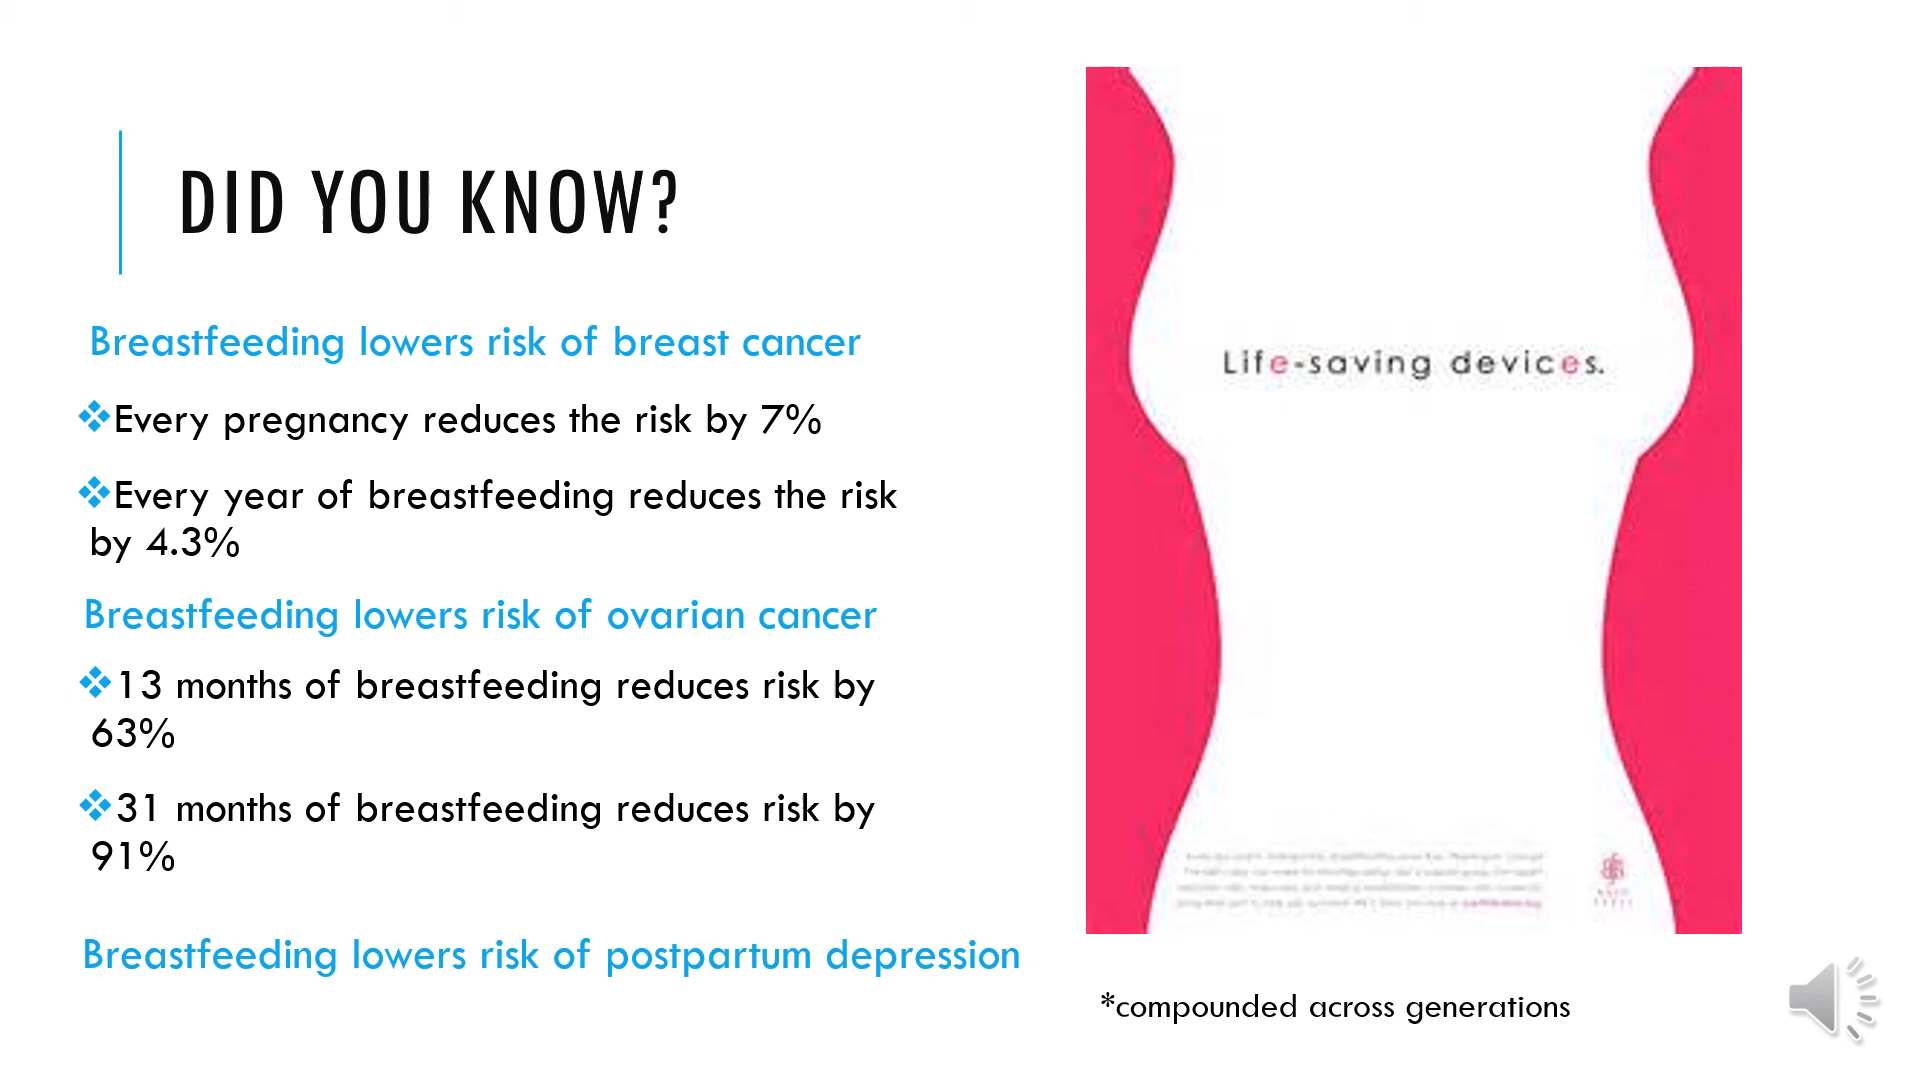 DID YOU KNOW?
Breastfeeding lowers risk of breast cancer
❖Every pregnancy reduces the risk by 7%
❖Every year of breastfeeding reduces the risk
by 4.3%
Breastfeeding lowers risk of ovarian cancer
❖13 months of breastfeeding reduces risk by
63%
❖31 months of breastfeeding reduces risk by
91%
Breastfeeding lowers risk of postpartum depression
Life-saving devices.
*compounded across generations